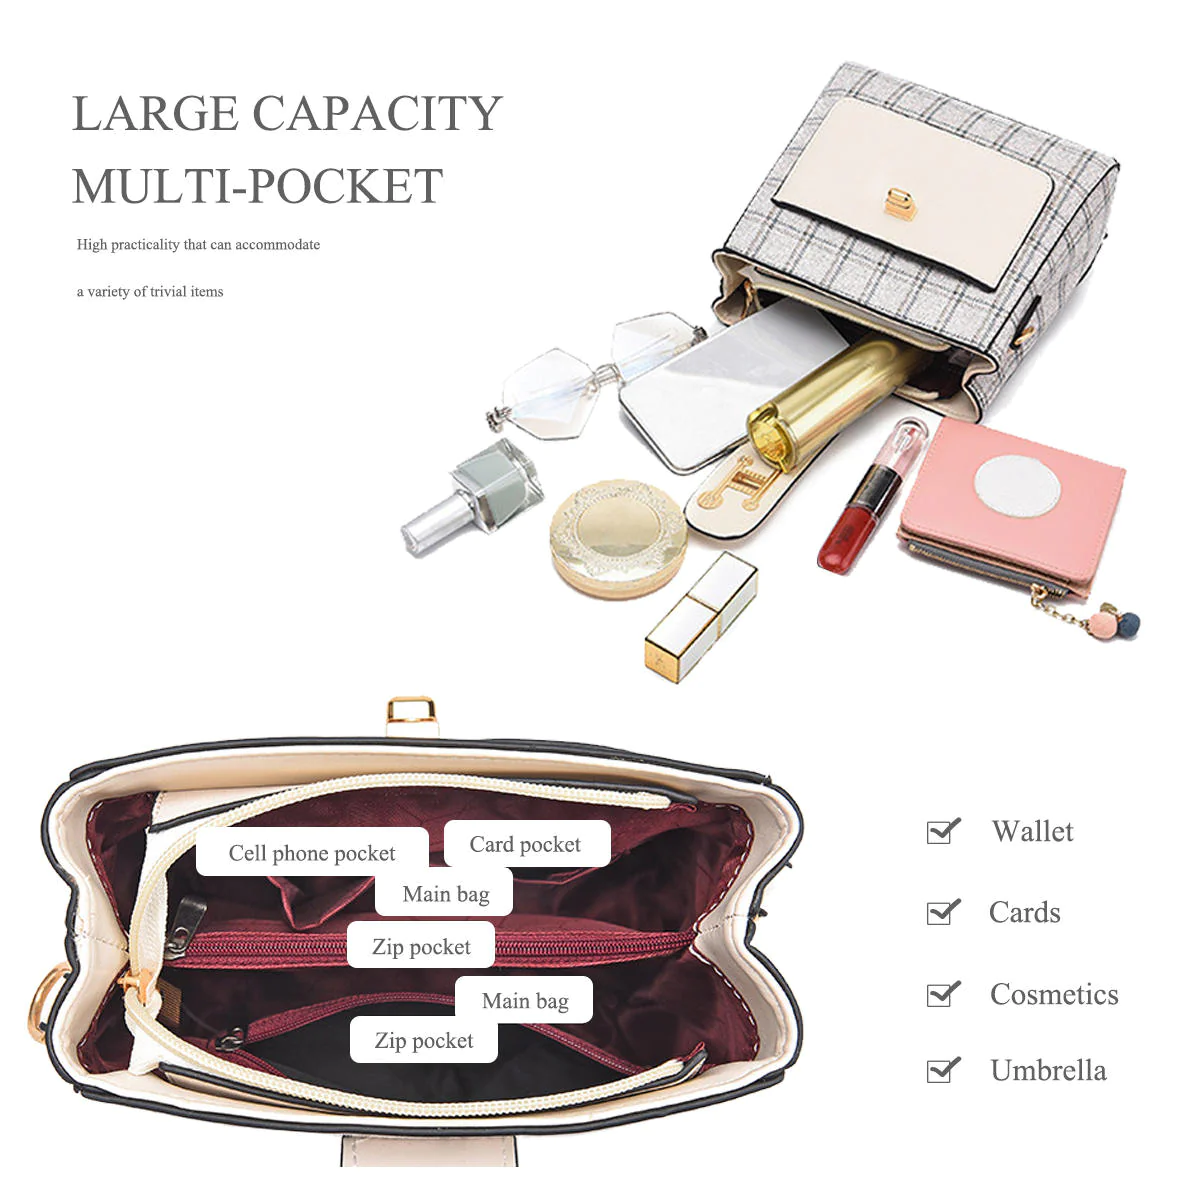 LARGE CAPACITY
MULTI-POCKET
High practicality that can accommodate
a variety of trivial items
Cell phone pocket
Card pocket
Main bag
Zip pocket
Main bag
Zip pocket
Wallet
Cards
Cosmetics
Umbrella